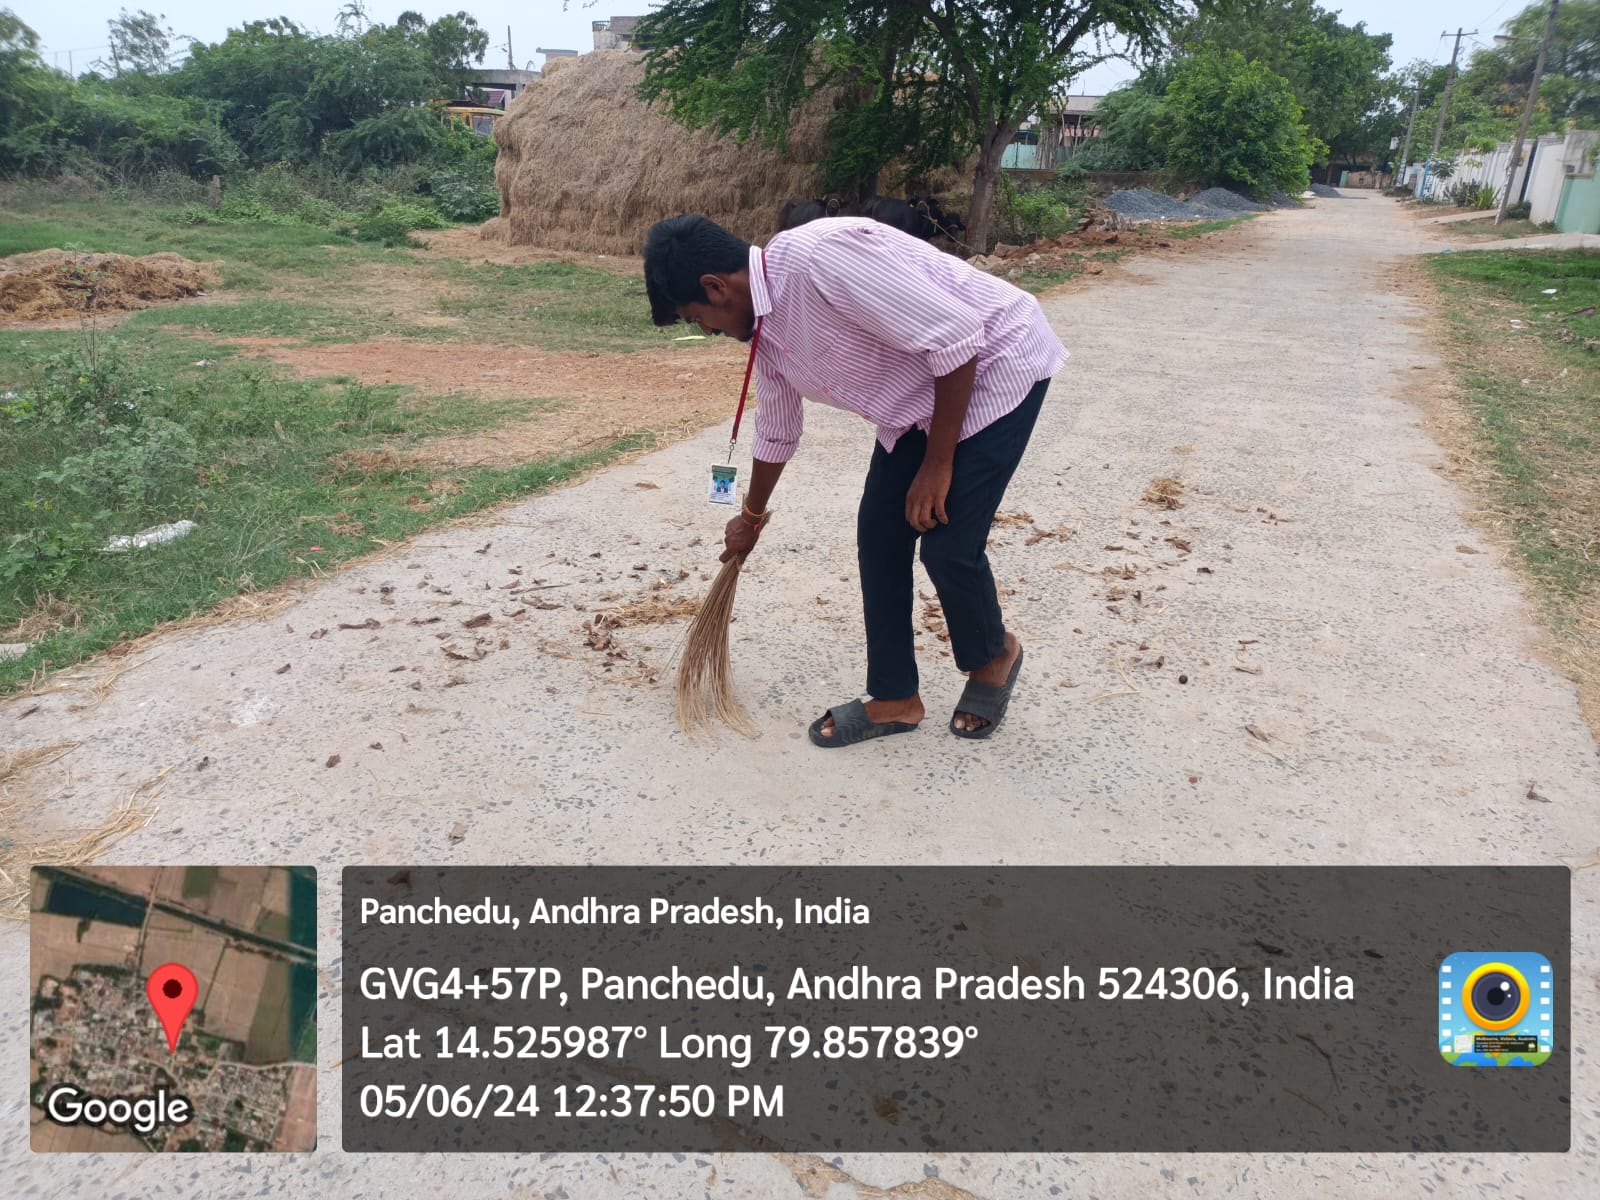 Panchedu, Andhra Pradesh, India
GVG4+57P, Panchedu, Andhra Pradesh 524306, India
Lat 14.525987° Long 79.857839°
05/06/24 12:37:50 PM
Google